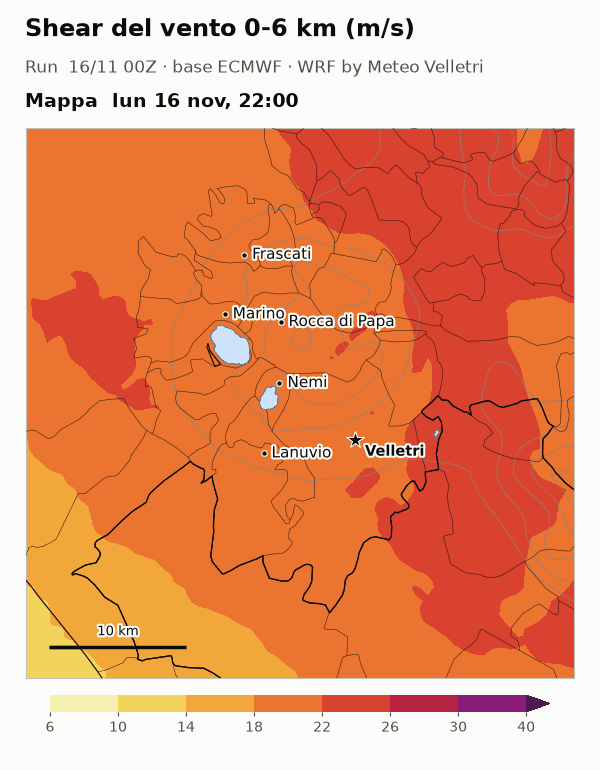 Shear del vento 0-6 km (m/s)
Run  16/11 00Z · base ECMWF · WRF by Meteo Velletri
Mappa  lun 16 nov, 22:00
Frascati
Marino
Rocca di Papa
Nemi
Velletri
Lanuvio
10 km
6 10 14 18 22 26 30 40